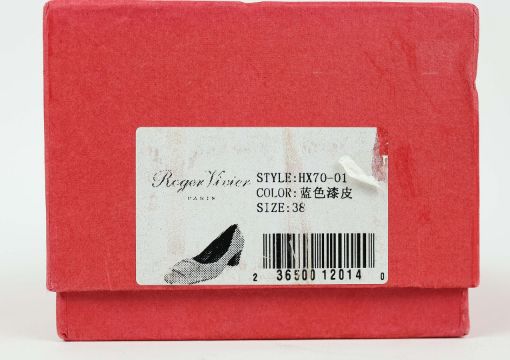 Roger Vivier
PARIS
STYLE:HX70-01
COLOR:蓝色漆皮
SIZE:38
2 36500 12014 0